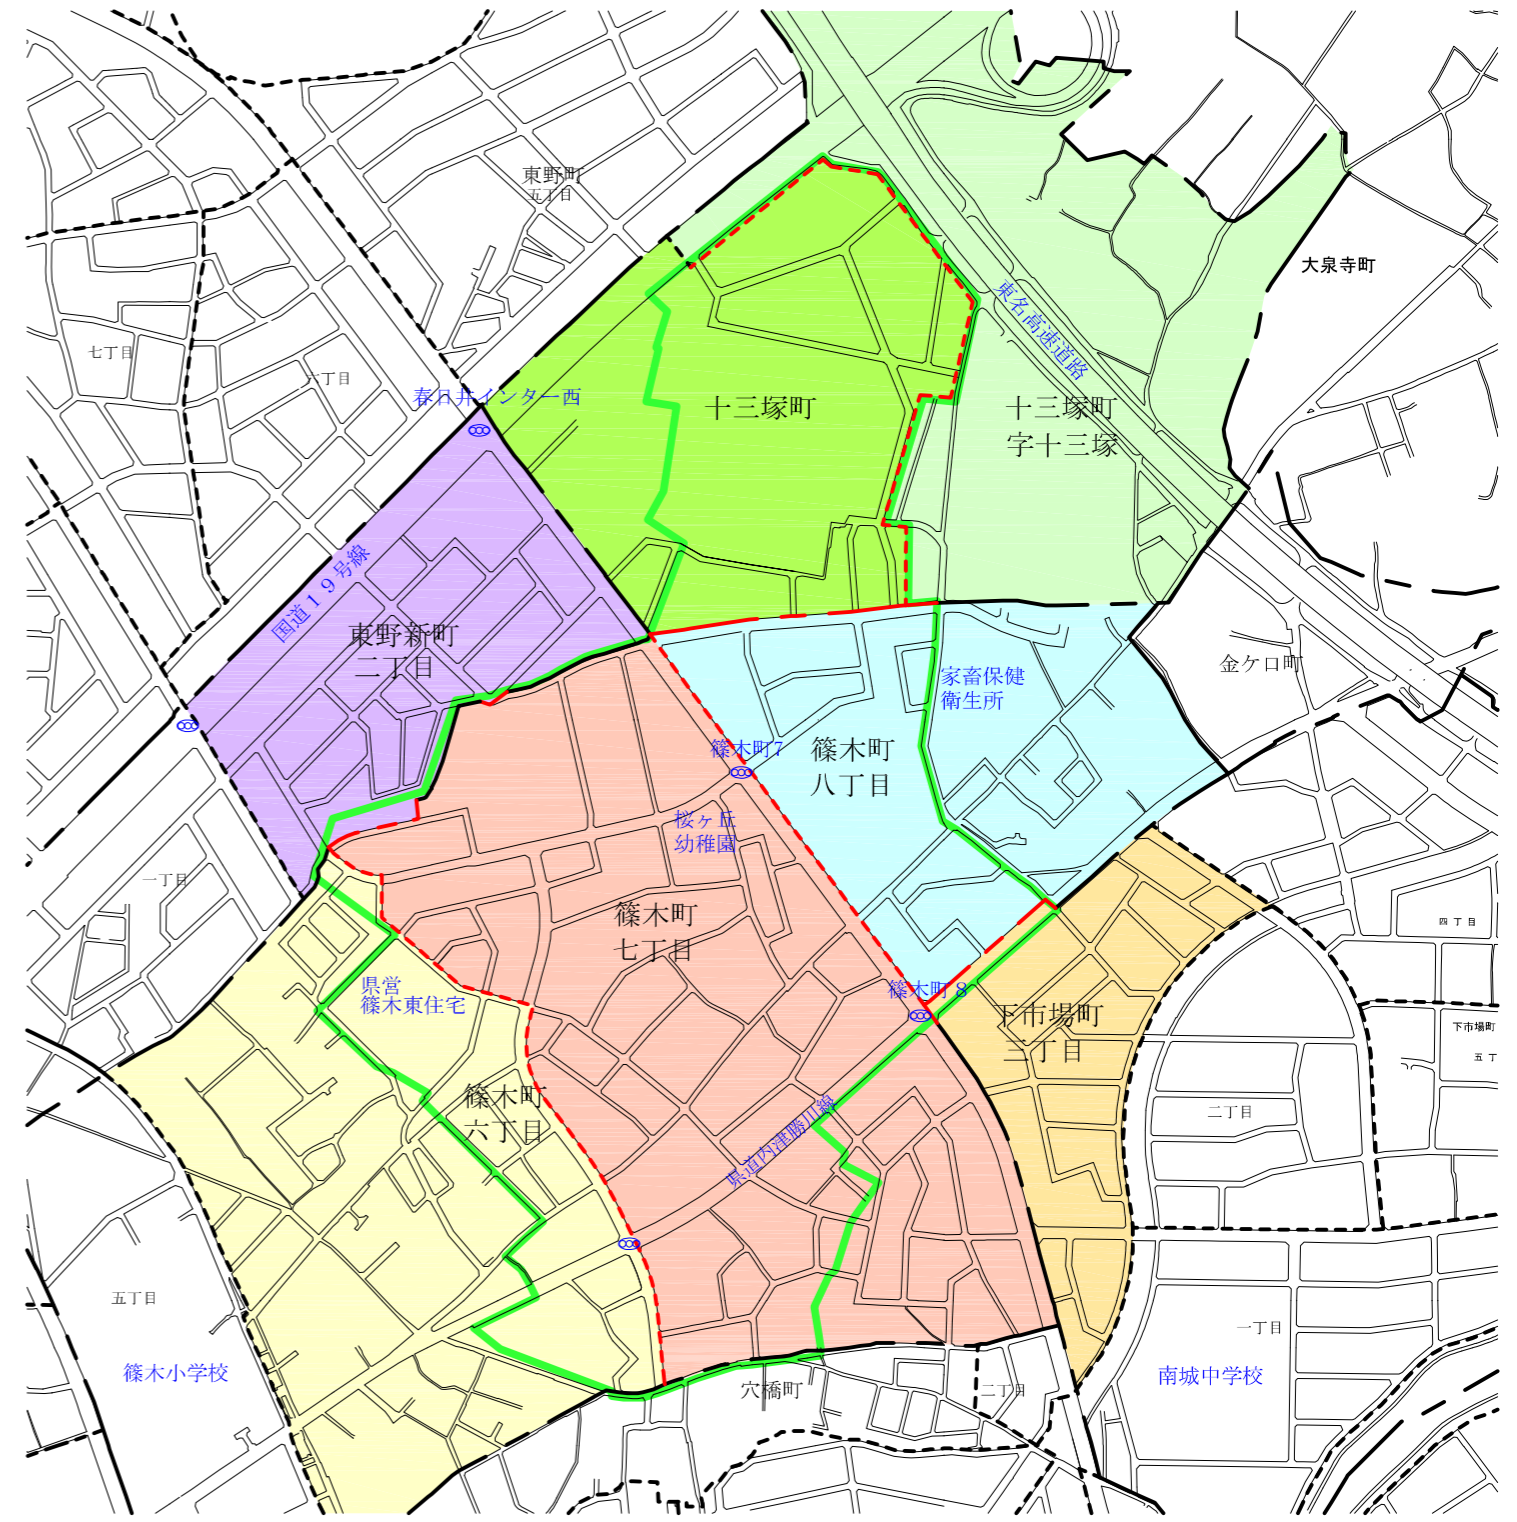 東野町
五丁目
大泉寺町
東名高速道路
七丁目
六丁目
春日井インター西
十三塚町
十三塚町
字十三塚
国道１９号線
東野新町
二丁目
金ケ口町
家畜保健
衛生所
篠木町7
篠木町
八丁目
桜ヶ丘
幼稚園
一丁目
篠木町
七丁目
四丁目
県営
篠木東住宅
篠木町８
下市場町
三丁目
下市場町
五丁
篠木町
六丁目
県道内津勝川線
二丁目
五丁目
一丁目
篠木小学校
穴橋町
二丁目
南城中学校